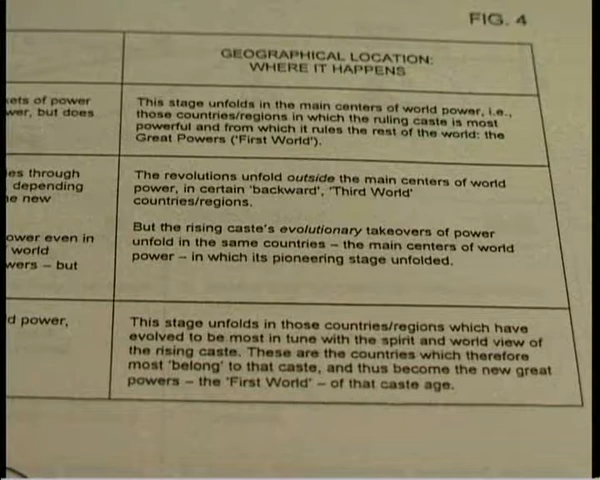 FIG. 4
GEOGRAPHICAL LOCATION:
WHERE IT HAPPENS
kets of power
wer, but does
This stage unfolds in the main centers of world power, i.e.,
those countries/regions in which the ruling caste is most
powerful and from which it rules the rest of the world: the
Great Powers ('First World').
es through
depending
e new
ower even in
world
wers – but
The revolutions unfold outside the main centers of world
power, in certain 'backward', 'Third World'
countries/regions.
But the rising caste's evolutionary takeovers of power
unfold in the same countries – the main centers of world
power – in which its pioneering stage unfolded.
d power,
This stage unfolds in those countries/regions which have
evolved to be most in tune with the spirit and world view of
the rising caste. These are the countries which therefore
most 'belong' to that caste, and thus become the new great
powers – the 'First World' – of that caste age.